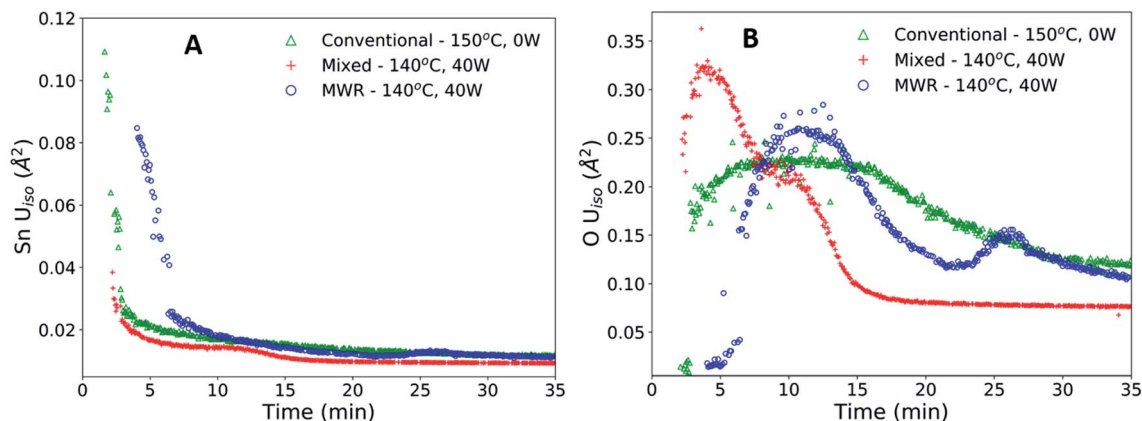 A
Conventional - 150°C, 0W
Mixed - 140°C, 40W
MWR - 140°C, 40W
Sn Uiso (Å²)
0.12
0.10
0.08
0.06
0.04
0.02
0 5 10 15 20 25 30 35
Time (min)
B
Conventional - 150°C, 0W
Mixed - 140°C, 40W
MWR - 140°C, 40W
O Uiso (Å²)
0.35
0.30
0.25
0.20
0.15
0.10
0.05
0 5 10 15 20 25 30 35
Time (min)